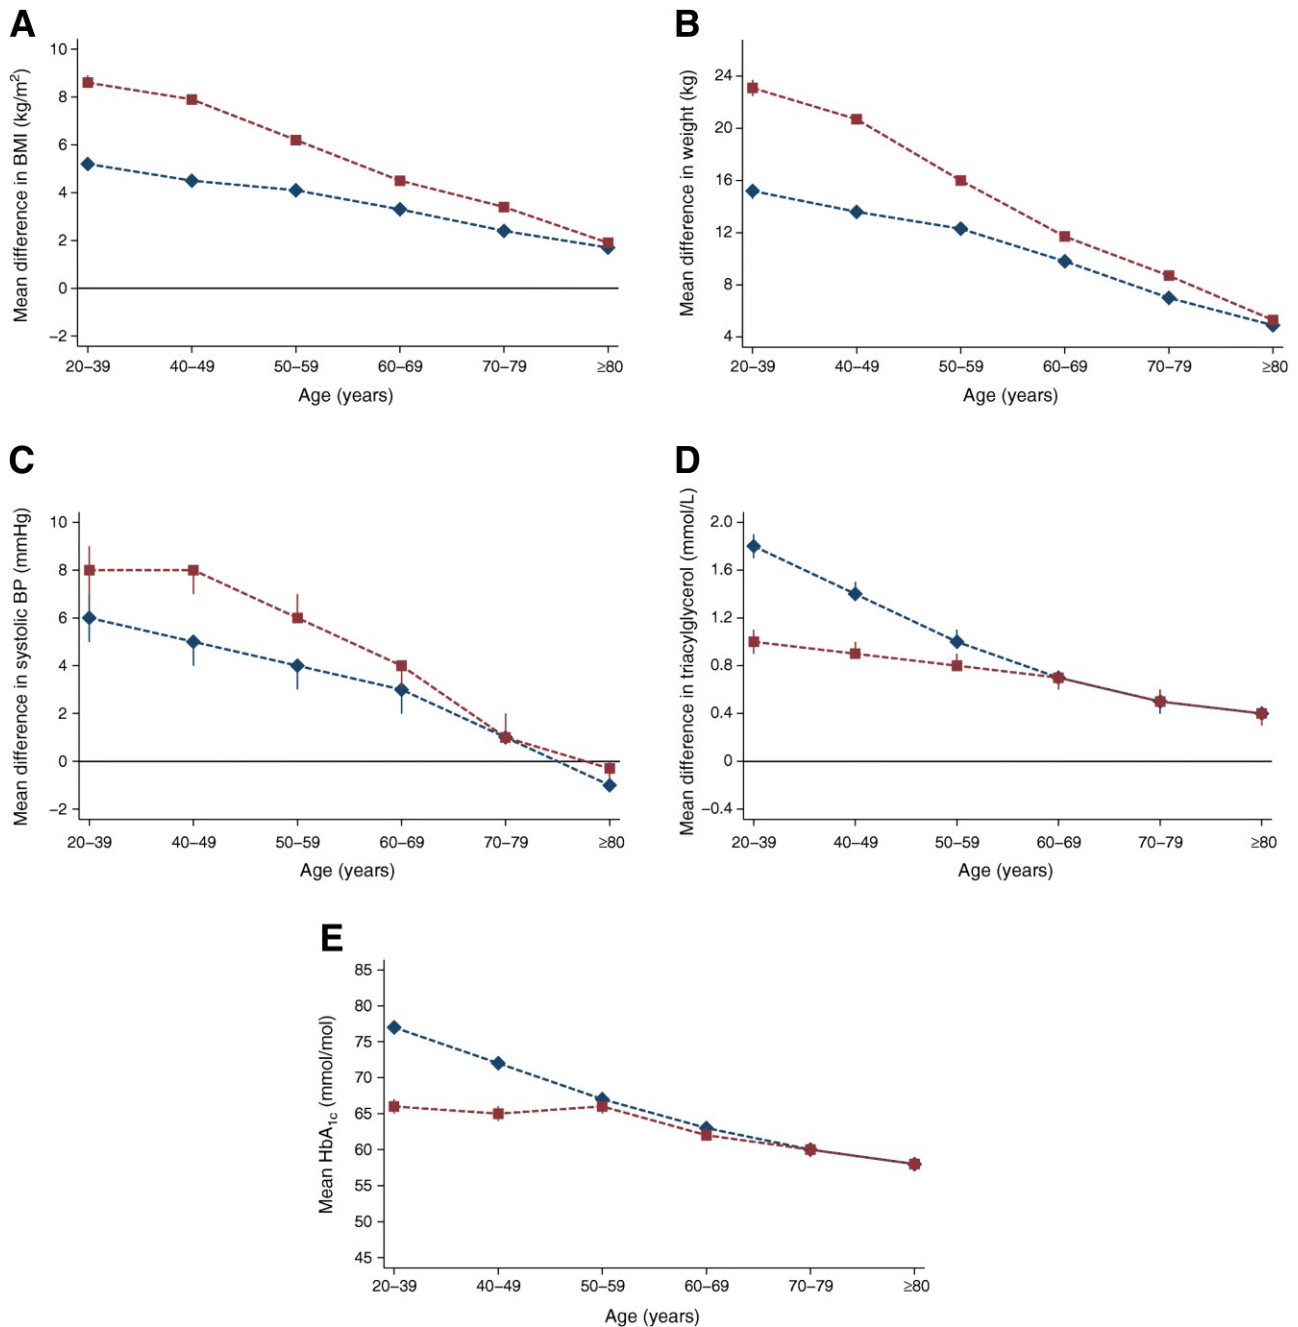 A
Mean difference in BMI (kg/m²)
10
8
6
4
2
0
−2
20–39 40–49 50–59 60–69 70–79 ≥80
Age (years)
B
Mean difference in weight (kg)
24
20
16
12
8
4
20–39 40–49 50–59 60–69 70–79 ≥80
Age (years)
C
Mean difference in systolic BP (mmHg)
10
8
6
4
2
0
−2
20–39 40–49 50–59 60–69 70–79 ≥80
Age (years)
D
Mean difference in triacylglycerol (mmol/L)
2.0
1.6
1.2
0.8
0.4
0
−0.4
20–39 40–49 50–59 60–69 70–79 ≥80
Age (years)
E
Mean HbA1c (mmol/mol)
85
80
75
70
65
60
55
50
45
20–39 40–49 50–59 60–69 70–79 ≥80
Age (years)